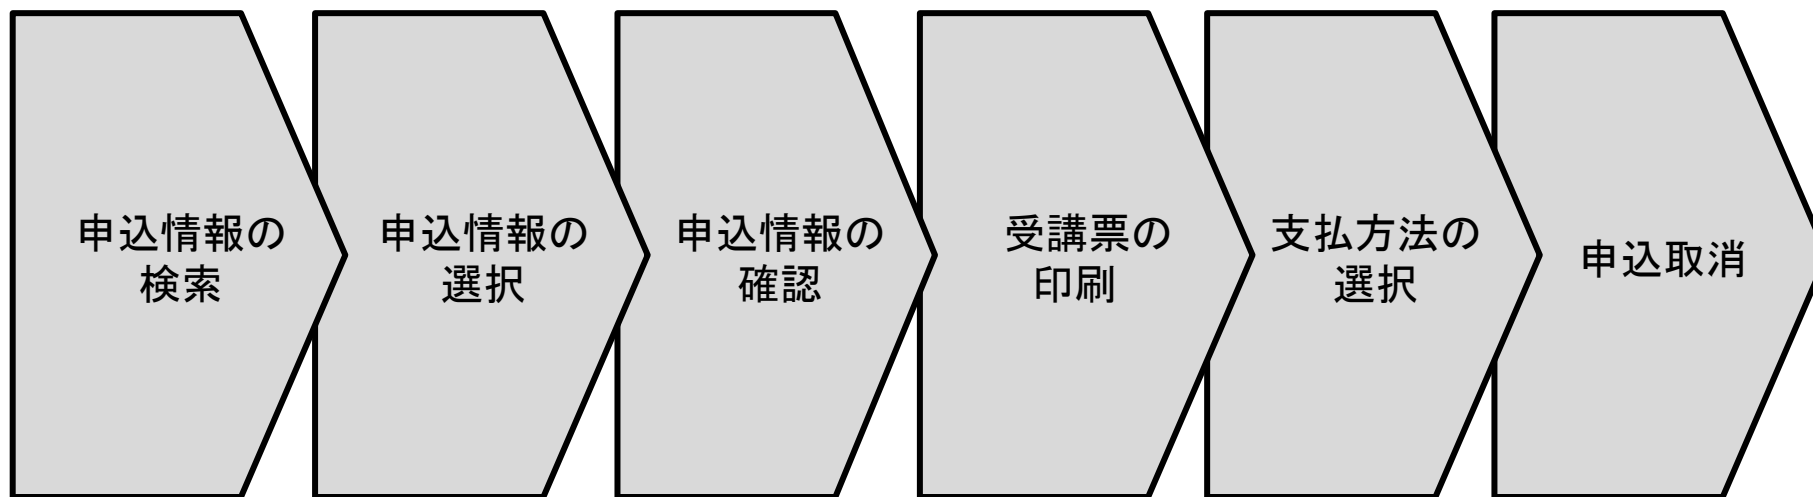 申込情報の
検索
申込情報の
選択
申込情報の
確認
受講票の
印刷
支払方法の
選択
申込取消